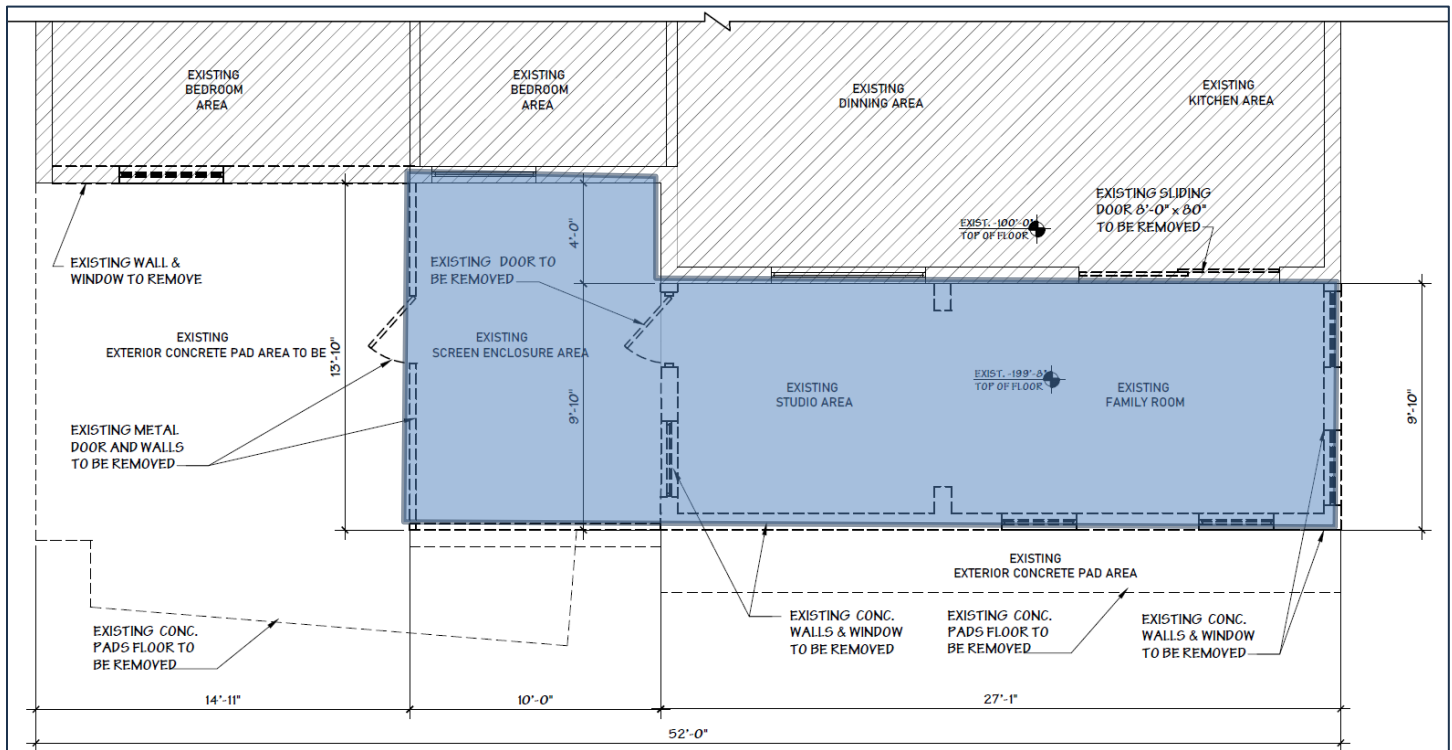 EXISTING
BEDROOM
AREA
EXISTING
BEDROOM
AREA
EXISTING
DINNING AREA
EXISTING
KITCHEN AREA
EXISTING SLIDING
DOOR 8'-0" x 80"
TO BE REMOVED
EXIST. -100'-0"
TOP OF FLOOR
4'-0"
EXISTING WALL &
WINDOW TO REMOVE
EXISTING DOOR TO
BE REMOVED
EXISTING
EXTERIOR CONCRETE PAD AREA TO BE
13'-10"
EXISTING
SCREEN ENCLOSURE AREA
9'-10"
EXISTING
STUDIO AREA
EXIST. -199'-8"
TOP OF FLOOR
EXISTING
FAMILY ROOM
9'-10"
EXISTING METAL
DOOR AND WALLS
TO BE REMOVED
EXISTING
EXTERIOR CONCRETE PAD AREA
EXISTING CONC.
PADS FLOOR TO
BE REMOVED
EXISTING CONC.
WALLS & WINDOW
TO BE REMOVED
EXISTING CONC.
PADS FLOOR TO
BE REMOVED
EXISTING CONC.
WALLS & WINDOW
TO BE REMOVED
14'-11"
10'-0"
27'-1"
52'-0"